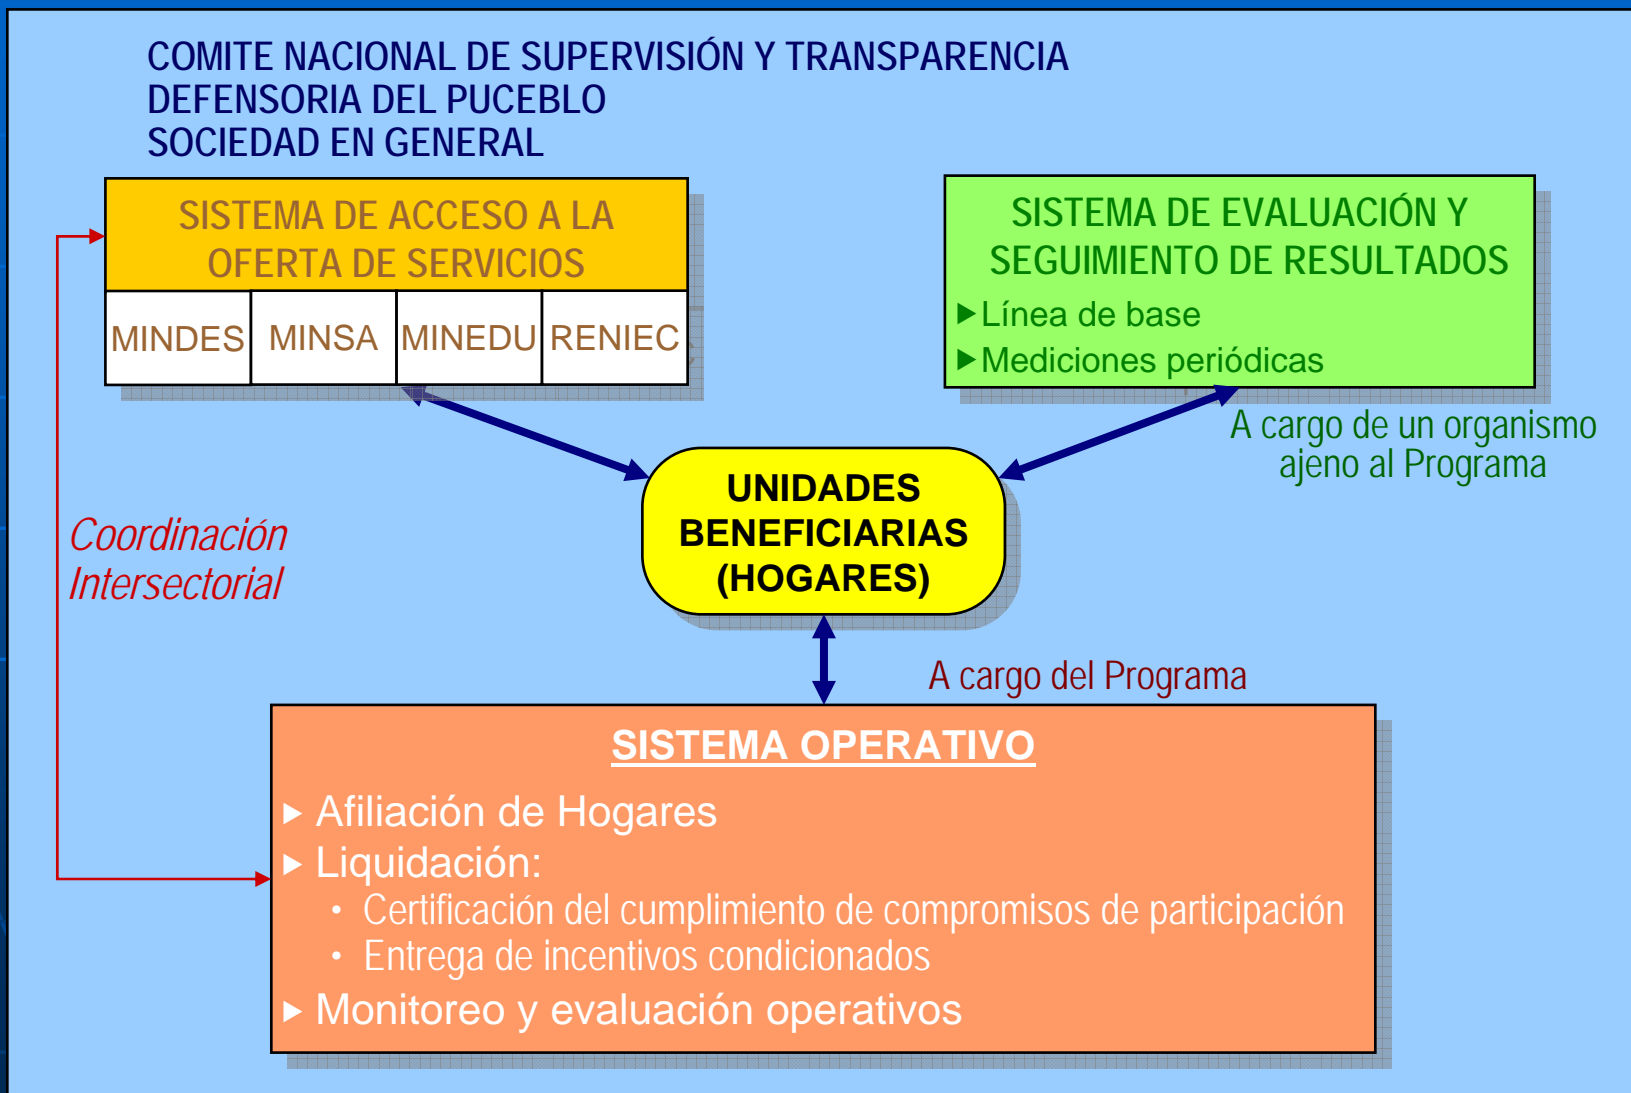 COMITE NACIONAL DE SUPERVISIÓN Y TRANSPARENCIA
DEFENSORIA DEL PUCEBLO
SOCIEDAD EN GENERAL
SISTEMA DE ACCESO A LA
OFERTA DE SERVICIOS
MINDES MINSA MINEDU RENIEC
SISTEMA DE EVALUACIÓN Y
SEGUIMIENTO DE RESULTADOS
►Línea de base
►Mediciones periódicas
A cargo de un organismo
ajeno al Programa
UNIDADES
BENEFICIARIAS
(HOGARES)
Coordinación
Intersectorial
A cargo del Programa
SISTEMA OPERATIVO
► Afiliación de Hogares
► Liquidación:
• Certificación del cumplimiento de compromisos de participación
• Entrega de incentivos condicionados
► Monitoreo y evaluación operativos